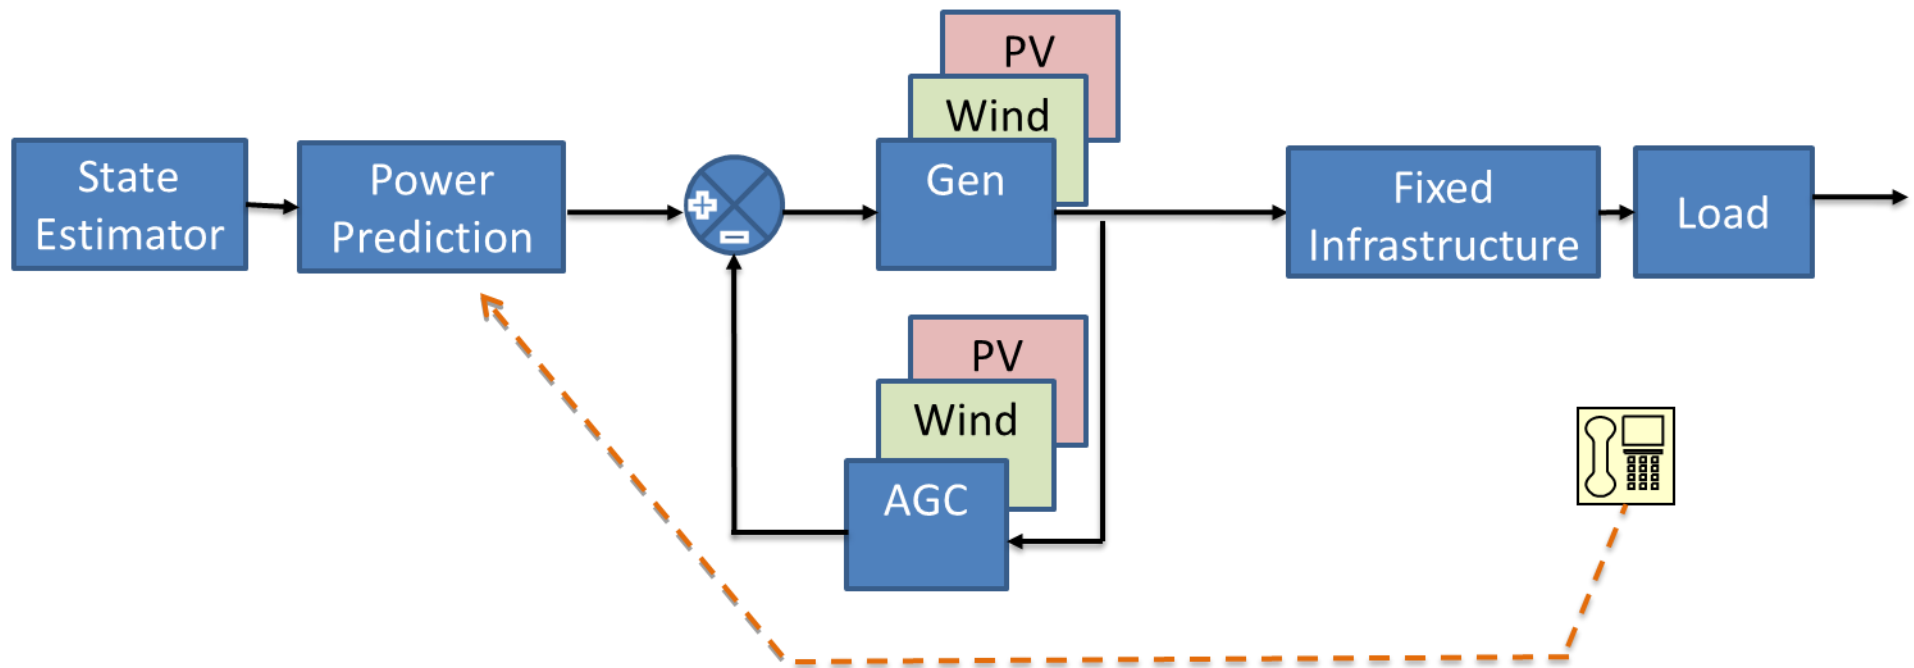 PV
Wind
Gen
State
Estimator
Power
Prediction
Fixed
Infrastructure
Load
PV
Wind
AGC